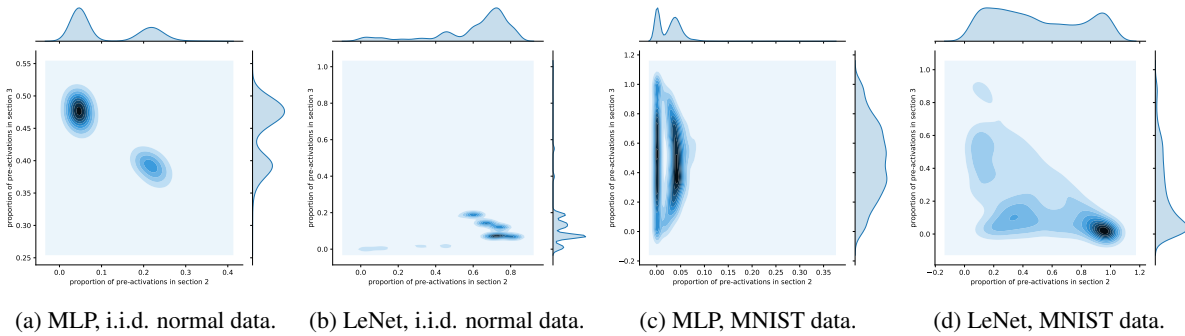 0.55
0.50
0.45
0.40
0.35
0.30
0.25
proportion of pre-activations in section 3
0.0 0.1 0.2 0.3 0.4
proportion of pre-activations in section 2
(a) MLP, i.i.d. normal data.
1.0
0.8
0.6
0.4
0.2
0.0
proportion of pre-activations in section 3
0.0 0.2 0.4 0.6 0.8
proportion of pre-activations in section 2
(b) LeNet, i.i.d. normal data.
1.2
1.0
0.8
0.6
0.4
0.2
0.0
−0.2
proportion of pre-activations in section 3
0.00 0.05 0.10 0.15 0.20 0.25 0.30 0.35
proportion of pre-activations in section 2
(c) MLP, MNIST data.
1.0
0.8
0.6
0.4
0.2
0.0
proportion of pre-activations in section 3
−0.2 0.0 0.2 0.4 0.6 0.8 1.0 1.2
proportion of pre-activations in section 2
(d) LeNet, MNIST data.